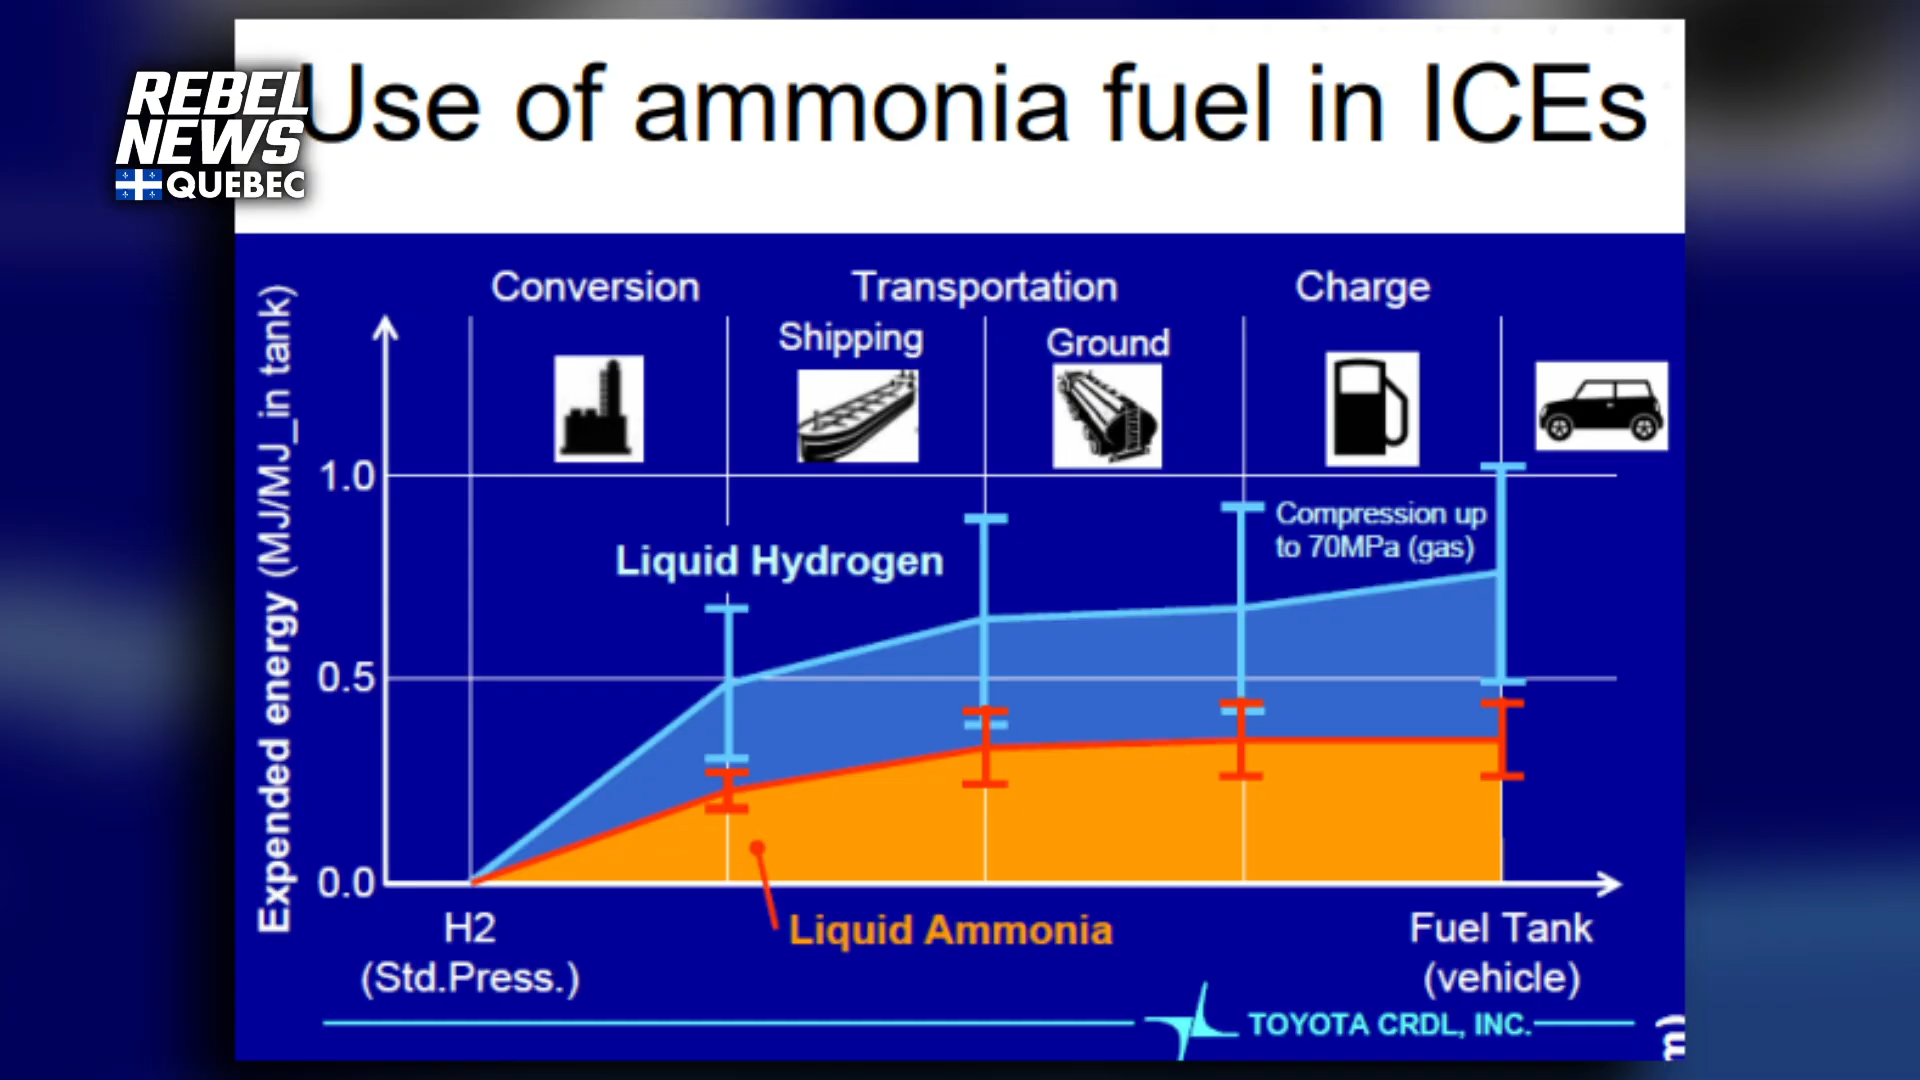 REBEL
NEWS
QUEBEC
Use of ammonia fuel in ICEs
Conversion
Transportation
Charge
Shipping
Ground
Expended energy (MJ/MJ_in tank)
1.0
0.5
0.0
Compression up
to 70MPa (gas)
Liquid Hydrogen
Liquid Ammonia
H2
(Std.Press.)
Fuel Tank
(vehicle)
TOYOTA CRDL, INC.